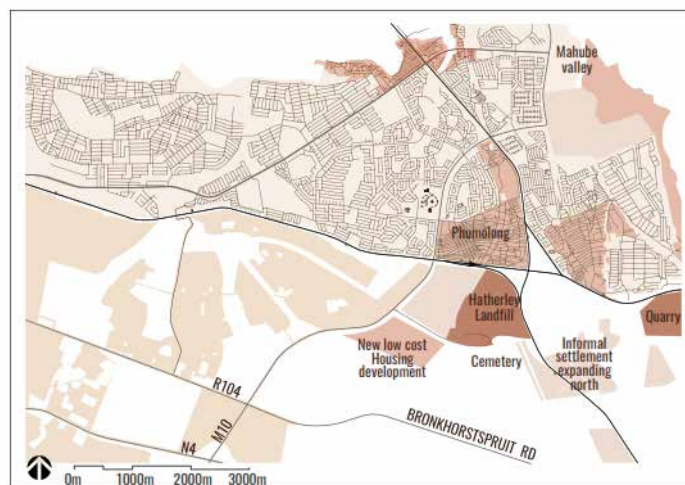 Mahube
valley
Phumolong
Hatherley
Landfill
Quarry
New low cost
Housing
development
Cemetery
Informal
settlement
expanding
north
R104
M10
BRONKHORSTSPRUIT RD
N4
0m 1000m 2000m 3000m